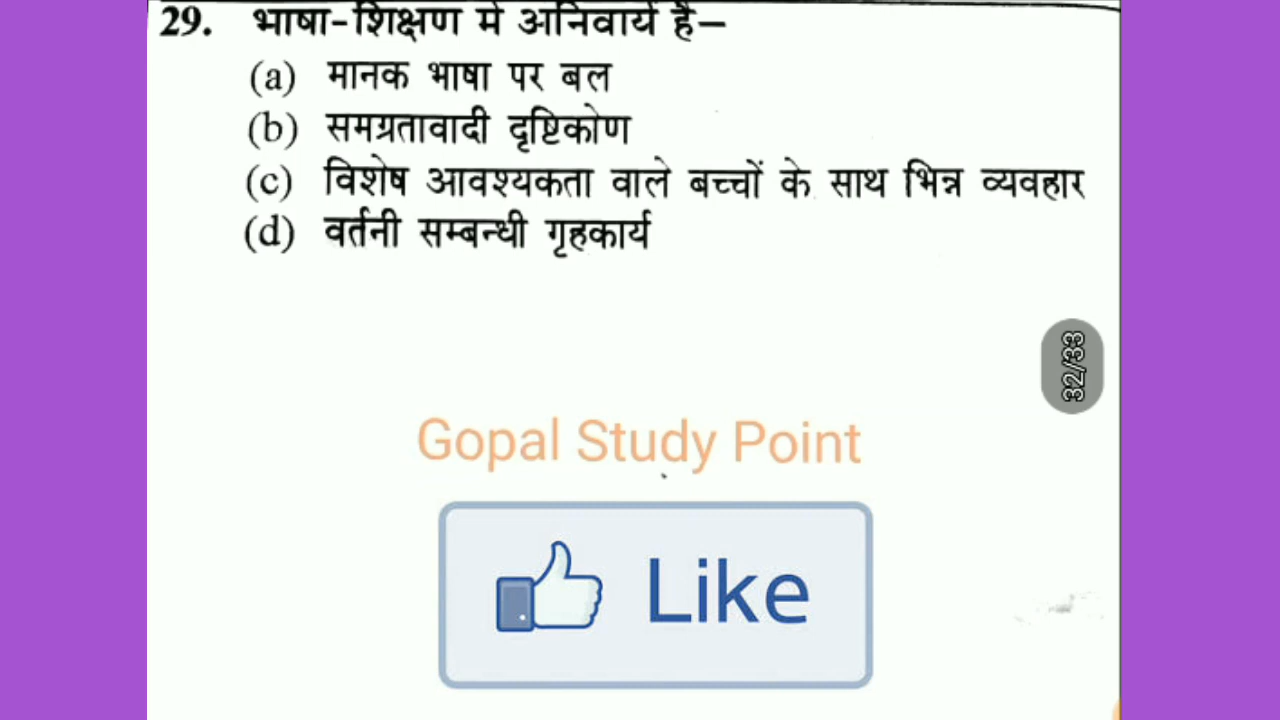 29. भाषा-शिक्षण में अनिवार्य है–
(a) मानक भाषा पर बल
(b) समग्रतावादी दृष्टिकोण
(c) विशेष आवश्यकता वाले बच्चों के साथ भिन्न व्यवहार
(d) वर्तनी सम्बन्धी गृहकार्य
32/33
Gopal Study Point
Like